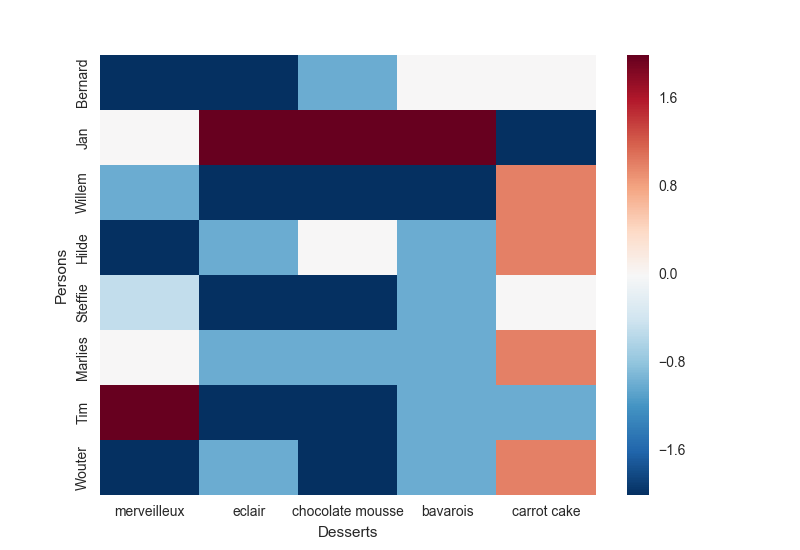 Persons
Bernard
Jan
Willem
Hilde
Steffie
Marlies
Tim
Wouter
merveilleux eclair chocolate mousse bavarois carrot cake
Desserts
1.6
0.8
0.0
−0.8
−1.6